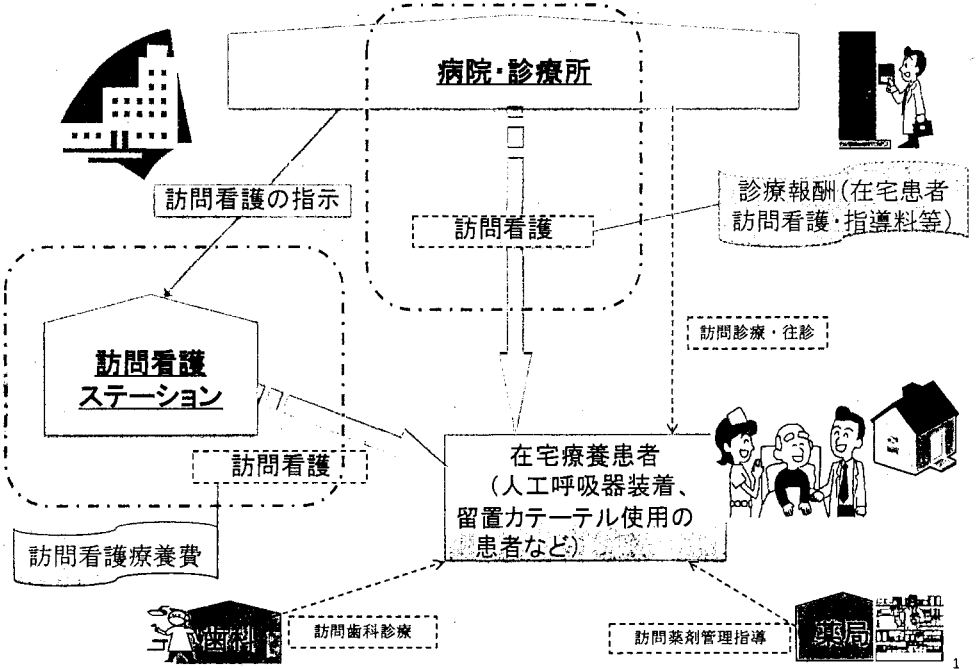 病院・診療所
訪問看護の指示
診療報酬(在宅患者
訪問看護・指導料等)
訪問看護
訪問診療・往診
訪問看護
ステーション
訪問看護
在宅療養患者
(人工呼吸器装着、
留置カテーテル使用の
患者など)
訪問看護療養費
歯科
訪問歯科診療
訪問薬剤管理指導
薬局
1